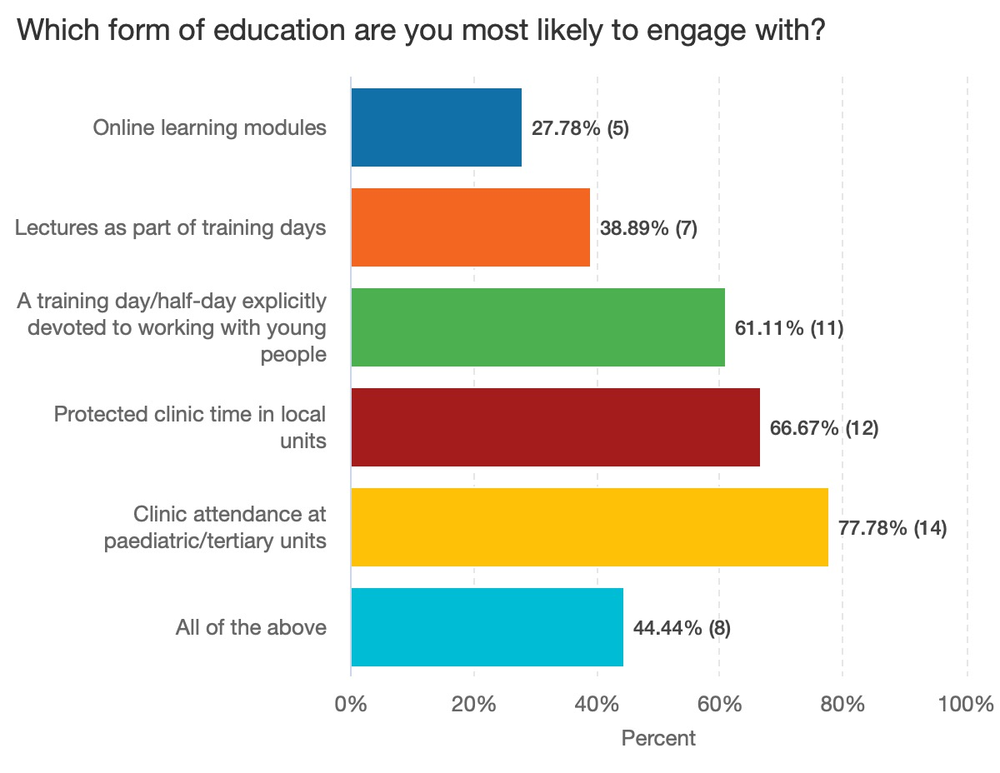 Which form of education are you most likely to engage with?
Online learning modules
27.78% (5)
Lectures as part of training days
38.89% (7)
A training day/half-day explicitly
devoted to working with young
people
61.11% (11)
Protected clinic time in local
units
66.67% (12)
Clinic attendance at
paediatric/tertiary units
77.78% (14)
All of the above
44.44% (8)
0% 20% 40% 60% 80% 100%
Percent